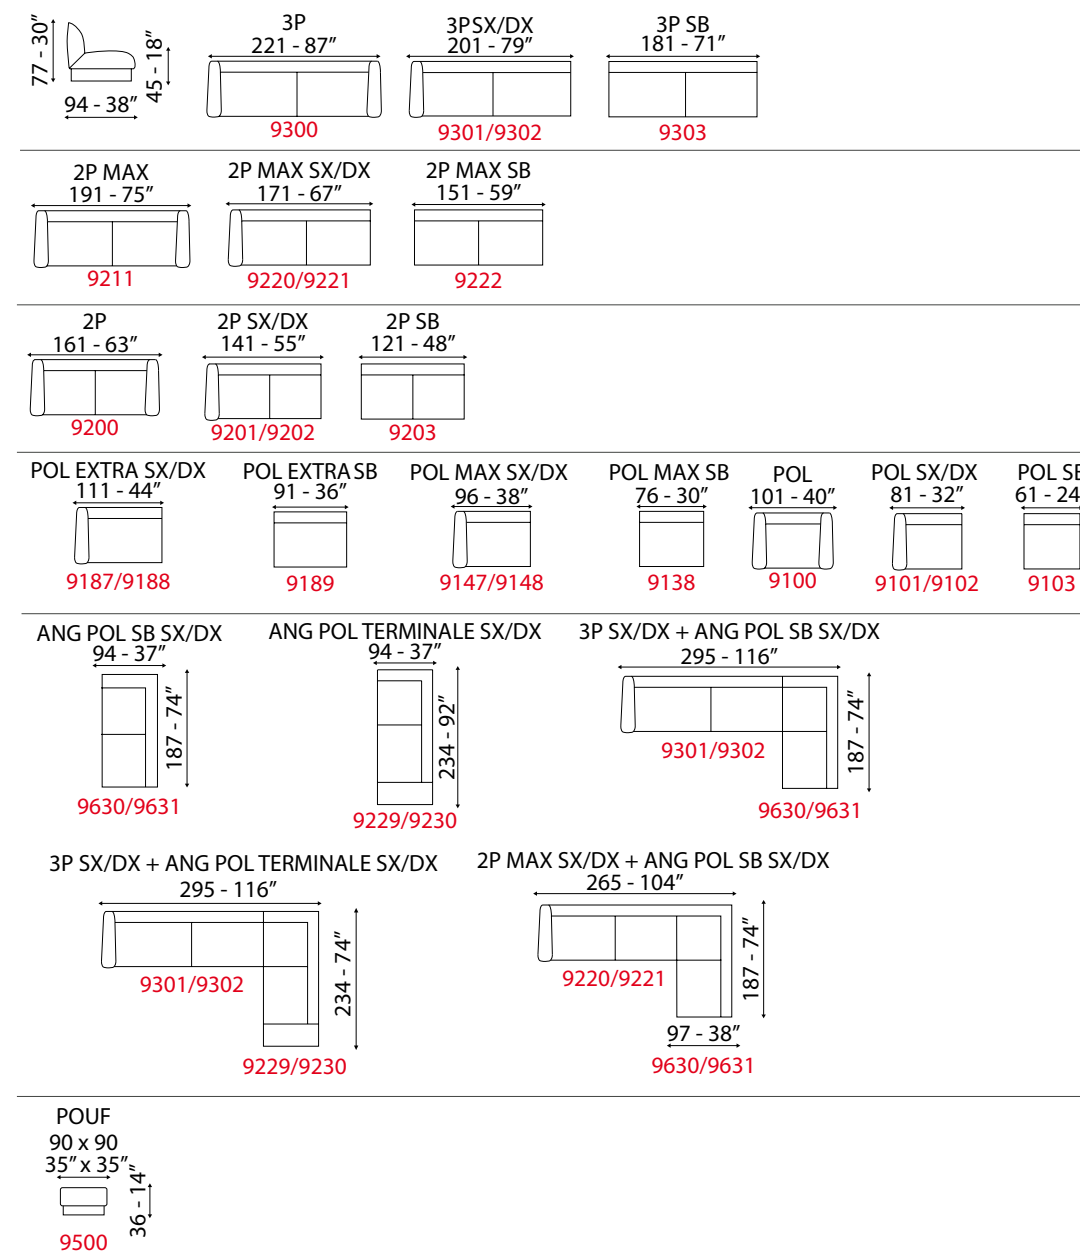 77 - 30″
94 - 38″
45 - 18″
3P
221 - 87″
9300
3PSX/DX
201 - 79″
9301/9302
3P SB
181 - 71″
9303
2P MAX
191 - 75″
9211
2P MAX SX/DX
171 - 67″
9220/9221
2P MAX SB
151 - 59″
9222
2P
161 - 63″
9200
2P SX/DX
141 - 55″
9201/9202
2P SB
121 - 48″
9203
POL EXTRA SX/DX
111 - 44″
9187/9188
POL EXTRA SB
91 - 36″
9189
POL MAX SX/DX
96 - 38″
9147/9148
POL MAX SB
76 - 30″
9138
POL
101 - 40″
9100
POL SX/DX
81 - 32″
9101/9102
POL SB
61 - 24
9103
ANG POL SB SX/DX
94 - 37″
187 - 74″
9630/9631
ANG POL TERMINALE SX/DX
94 - 37″
234 - 92″
9229/9230
3P SX/DX + ANG POL SB SX/DX
295 - 116″
187 - 74″
9301/9302
9630/9631
3P SX/DX + ANG POL TERMINALE SX/DX
295 - 116″
9301/9302
234 - 74″
9229/9230
2P MAX SX/DX + ANG POL SB SX/DX
265 - 104″
9220/9221
187 - 74″
97 - 38″
9630/9631
POUF
90 x 90
35″ x 35″
36 - 14″
9500